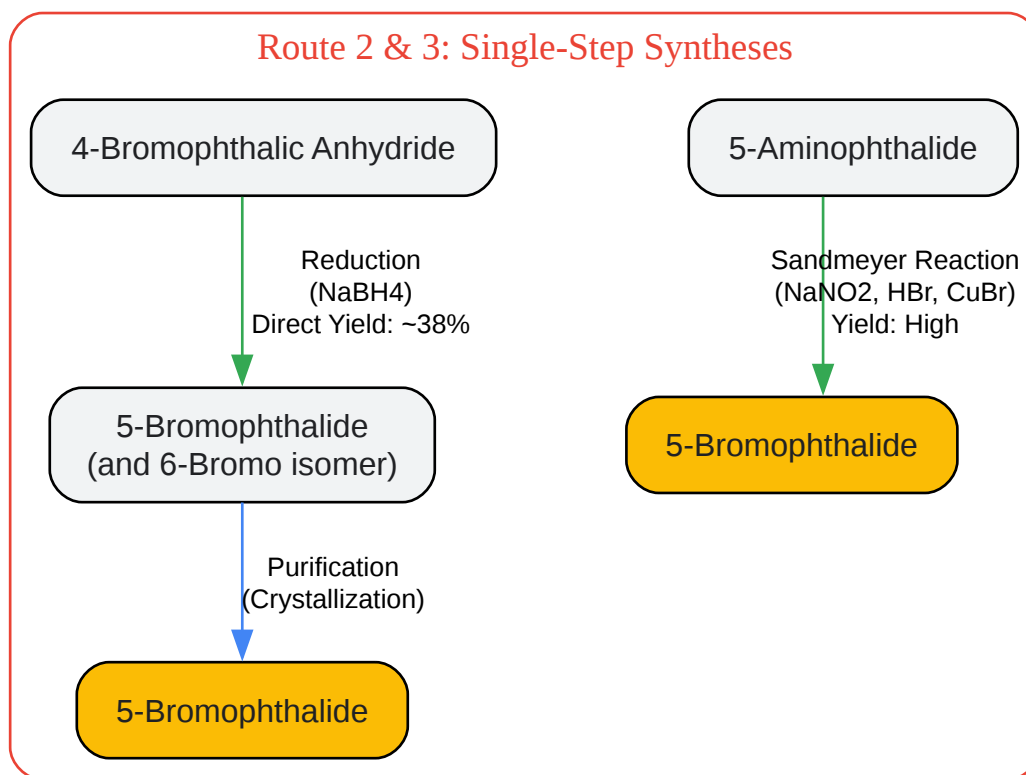 Route 2 & 3: Single-Step Syntheses
4-Bromophthalic Anhydride
Reduction
(NaBH4)
Direct Yield: ~38%
5-Bromophthalide
(and 6-Bromo isomer)
Purification
(Crystallization)
5-Bromophthalide
5-Aminophthalide
Sandmeyer Reaction
(NaNO2, HBr, CuBr)
Yield: High
5-Bromophthalide